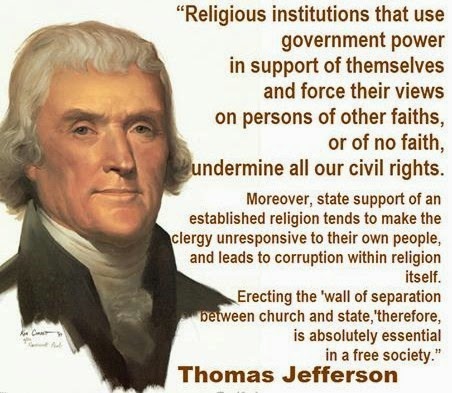 “Religious institutions that use
government power
in support of themselves
and force their views
on persons of other faiths,
or of no faith,
undermine all our civil rights.
Moreover, state support of an
established religion tends to make the
clergy unresponsive to their own people,
and leads to corruption within religion
itself.
Erecting the 'wall of separation
between church and state,'therefore,
is absolutely essential
in a free society.”
Thomas Jefferson